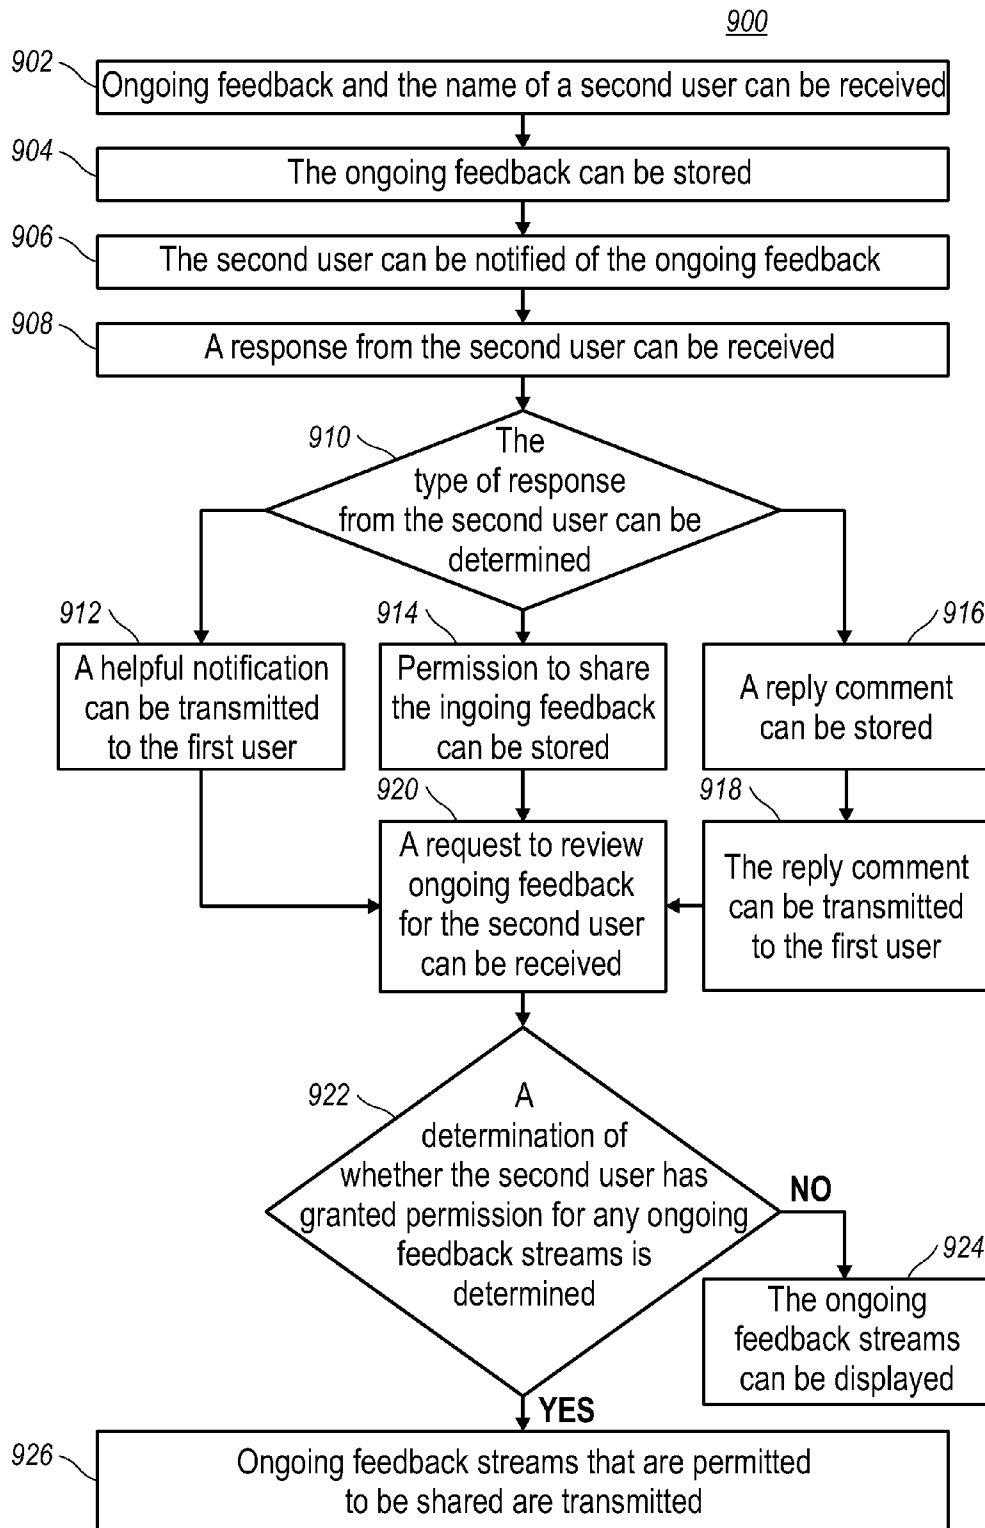 900
902
Ongoing feedback and the name of a second user can be received
904
The ongoing feedback can be stored
906
The second user can be notified of the ongoing feedback
908
A response from the second user can be received
910
The
type of response
from the second user can be
determined
912
A helpful notification
can be transmitted
to the first user
914
Permission to share
the ingoing feedback
can be stored
916
A reply comment
can be stored
920
A request to review
ongoing feedback
for the second user
can be received
918
The reply comment
can be transmitted
to the first user
922
A
determination of
whether the second user has
granted permission for any ongoing
feedback streams is
determined
NO
924
The ongoing
feedback streams
can be displayed
YES
926
Ongoing feedback streams that are permitted
to be shared are transmitted